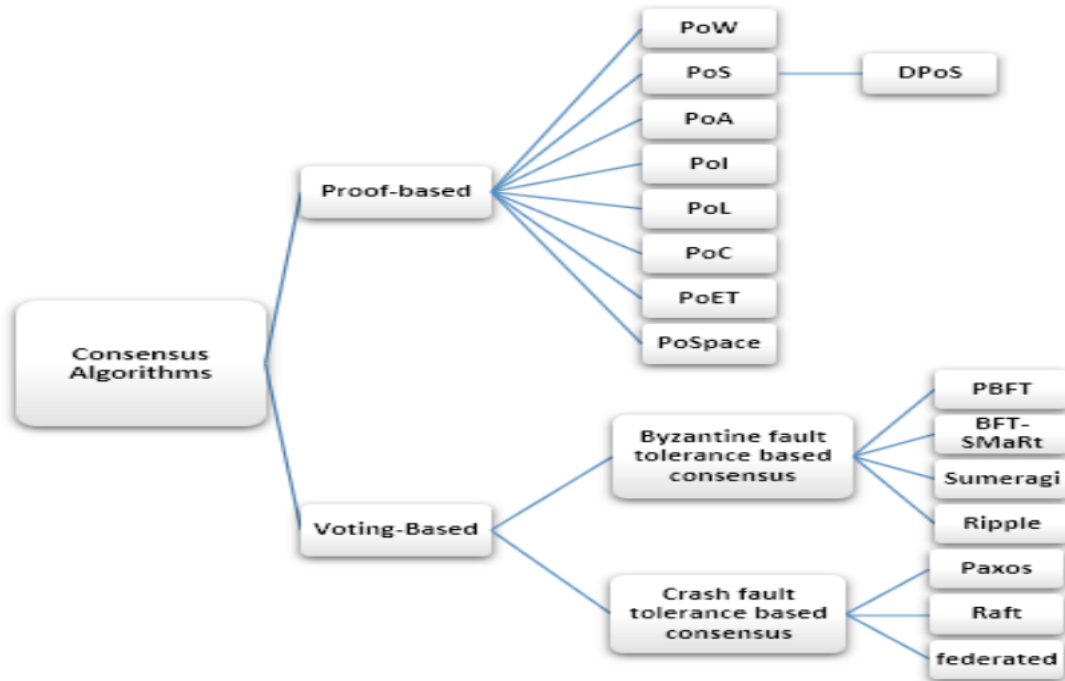 PoW
PoS
DPoS
PoA
PoI
Proof-based
PoL
PoC
PoET
PoSpace
Consensus
Algorithms
PBFT
Byzantine fault
tolerance based
consensus
BFT-
SMaRt
Sumeragi
Voting-Based
Ripple
Paxos
Crash fault
tolerance based
consensus
Raft
federated